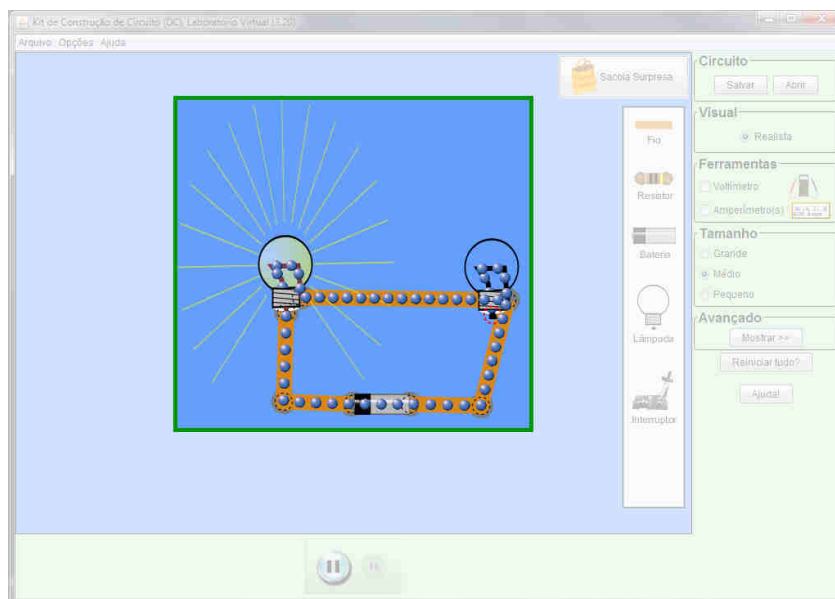 Kit de Construção de Circuito (DC), Laboratório Virtual (3.20)
Arquivo Opções Ajuda
Sacola Surpresa
Fio
Resistor
Bateria
Lâmpada
Interruptor
Circuito
Salvar Abrir
Visual
Realista
Ferramentas
Voltímetro
Amperímetro(s)
Tamanho
Grande
Médio
Pequeno
Avançado
Mostrar >>
Reiniciar tudo?
Ajuda!